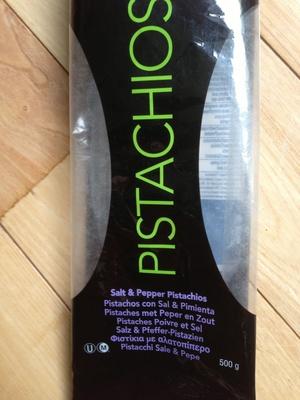 PISTACHIOS
Salt & Pepper Pistachios
Pistachos con Sal & Pimienta
Pistaches met Peper en Zout
Pistaches Poivre et Sel
Salz & Pfeffer-Pistazien
Φιστίκια με αλατοπίπερο
Pistacchi Sale & Pepe
U M
500 g